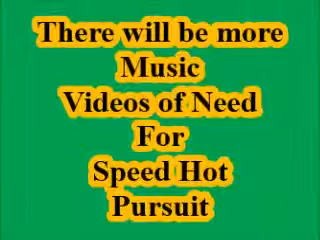 There will be more
Music
Videos of Need
For
Speed Hot
Pursuit